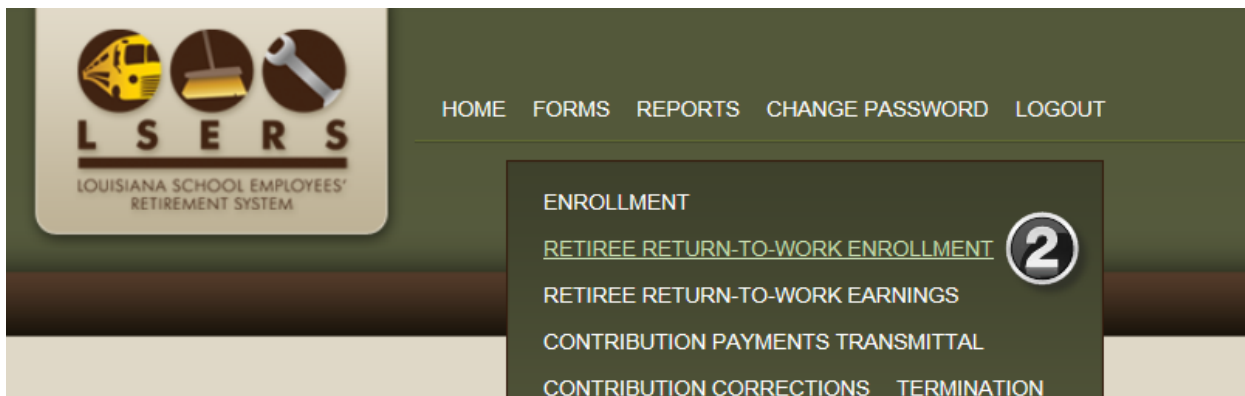 L S E R S
LOUISIANA SCHOOL EMPLOYEES'
RETIREMENT SYSTEM
HOME FORMS REPORTS CHANGE PASSWORD LOGOUT
ENROLLMENT
RETIREE RETURN-TO-WORK ENROLLMENT 2
RETIREE RETURN-TO-WORK EARNINGS
CONTRIBUTION PAYMENTS TRANSMITTAL
CONTRIBUTION CORRECTIONS TERMINATION